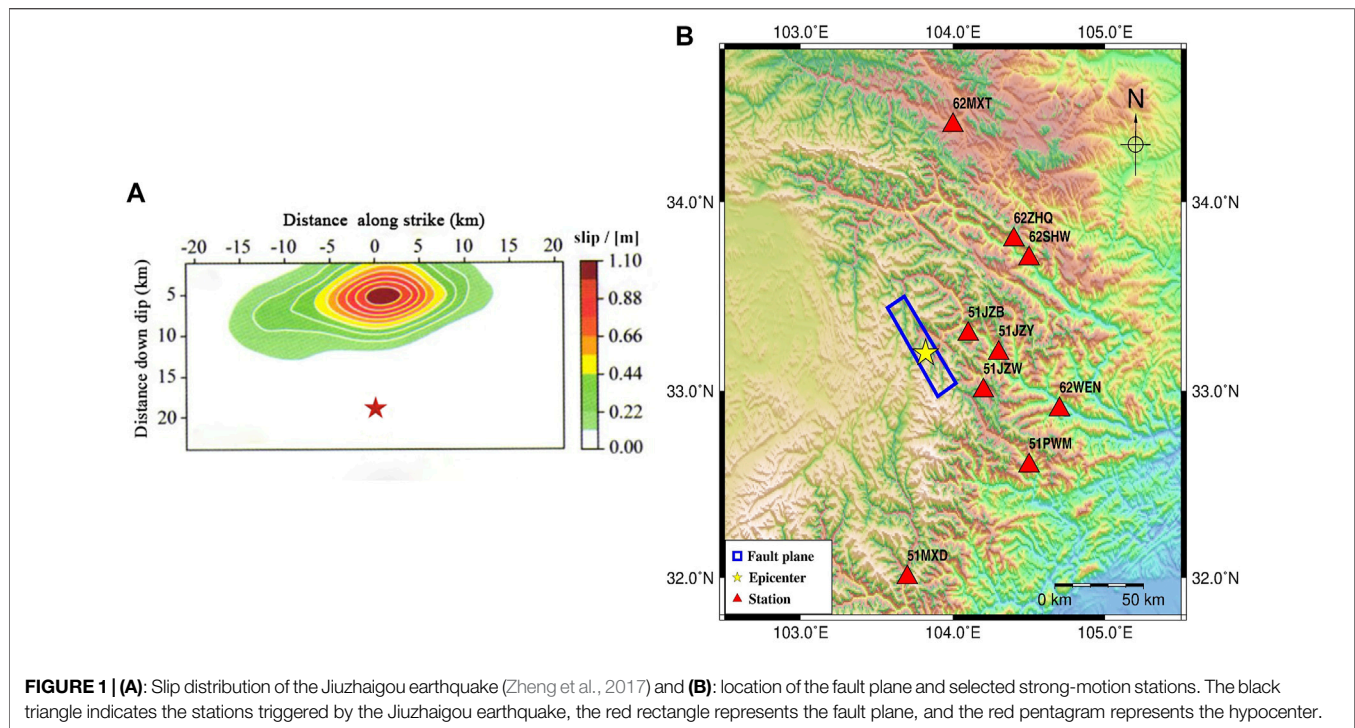 A
Distance along strike (km)
-20 -15 -10 -5 0 5 10 15 20
Distance down dip (km)
5
10
15
20
slip / [m]
1.10
0.88
0.66
0.44
0.22
0.00
B
103.0°E 104.0°E 105.0°E
N
62MXT
34.0°N 34.0°N
62ZHQ
62SHW
51JZB
51JZY
33.0°N 51JZW 33.0°N
62WEN
51PWM
51MXD
32.0°N 32.0°N
Fault plane
Epicenter
Station
0 km 50 km
103.0°E 104.0°E 105.0°E
FIGURE 1 | (A): Slip distribution of the Jiuzhaigou earthquake (Zheng et al., 2017) and (B): location of the fault plane and selected strong-motion stations. The black
triangle indicates the stations triggered by the Jiuzhaigou earthquake, the red rectangle represents the fault plane, and the red pentagram represents the hypocenter.